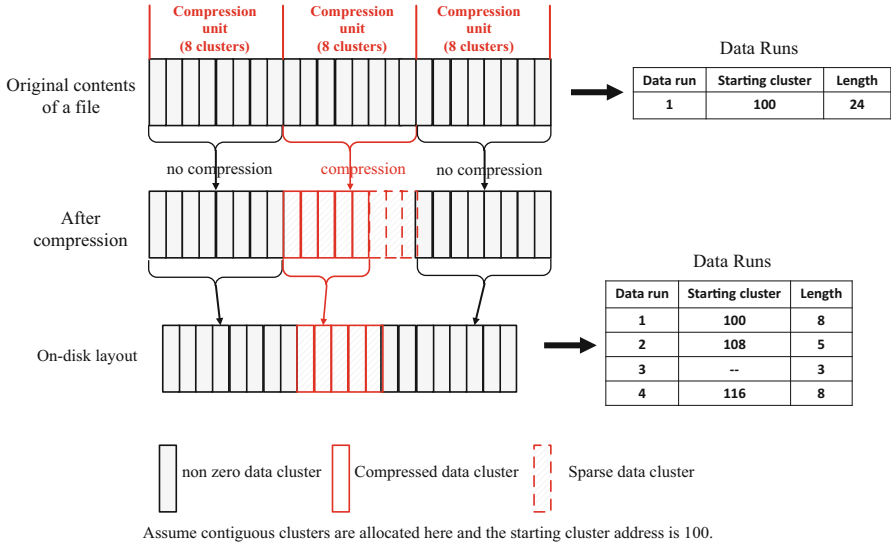 Compression
unit
(8 clusters)
Compression
unit
(8 clusters)
Compression
unit
(8 clusters)
Original contents
of a file
Data Runs
Data run Starting cluster Length
1 100 24
no compression
compression
no compression
After
compression
On-disk layout
Data Runs
Data run Starting cluster Length
1 100 8
2 108 5
3 -- 3
4 116 8
non zero data cluster
Compressed data cluster
Sparse data cluster
Assume contiguous clusters are allocated here and the starting cluster address is 100.